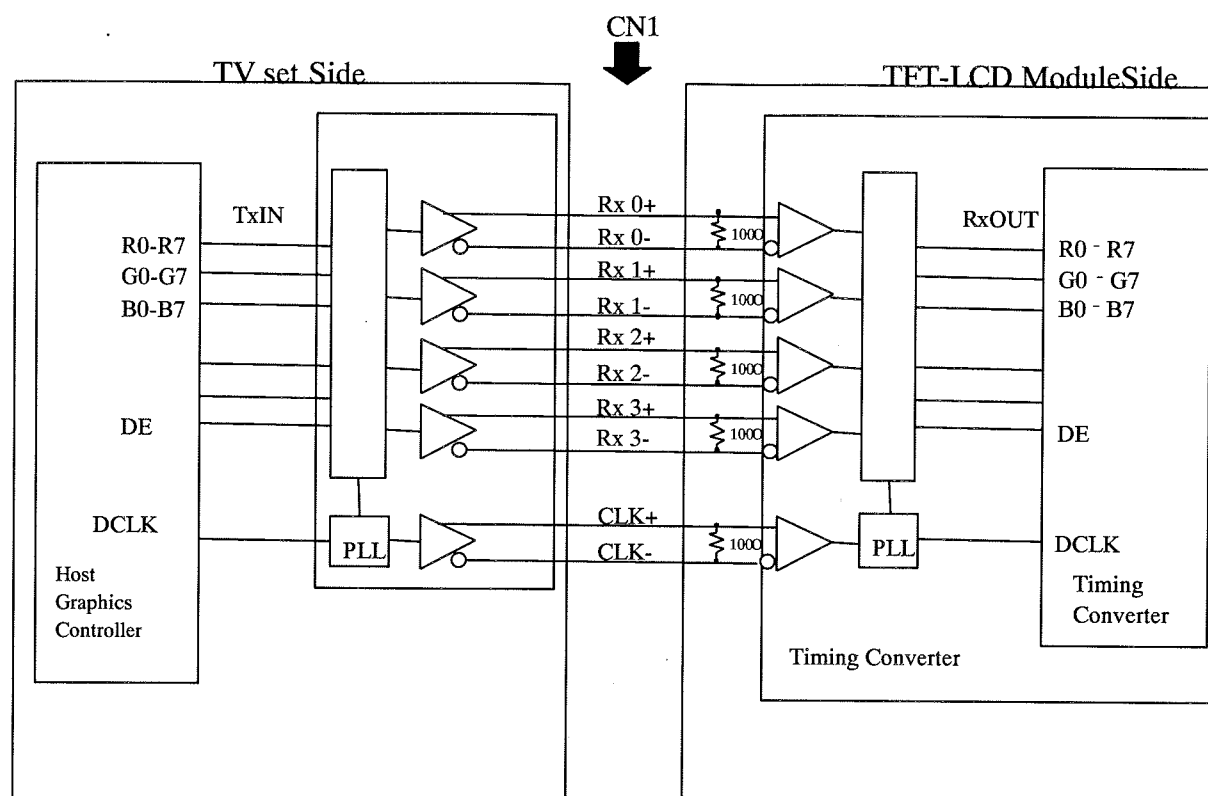 CN1
TV set Side
TFT-LCD ModuleSide
TxIN
R0-R7
G0-G7
B0-B7
DE
DCLK
Host
Graphics
Controller
PLL
Rx 0+
Rx 0-
Rx 1+
Rx 1-
Rx 2+
Rx 2-
Rx 3+
Rx 3-
CLK+
CLK-
100Ω
100Ω
100Ω
100Ω
100Ω
PLL
RxOUT
R0 - R7
G0 - G7
B0 - B7
DE
DCLK
Timing
Converter
Timing Converter